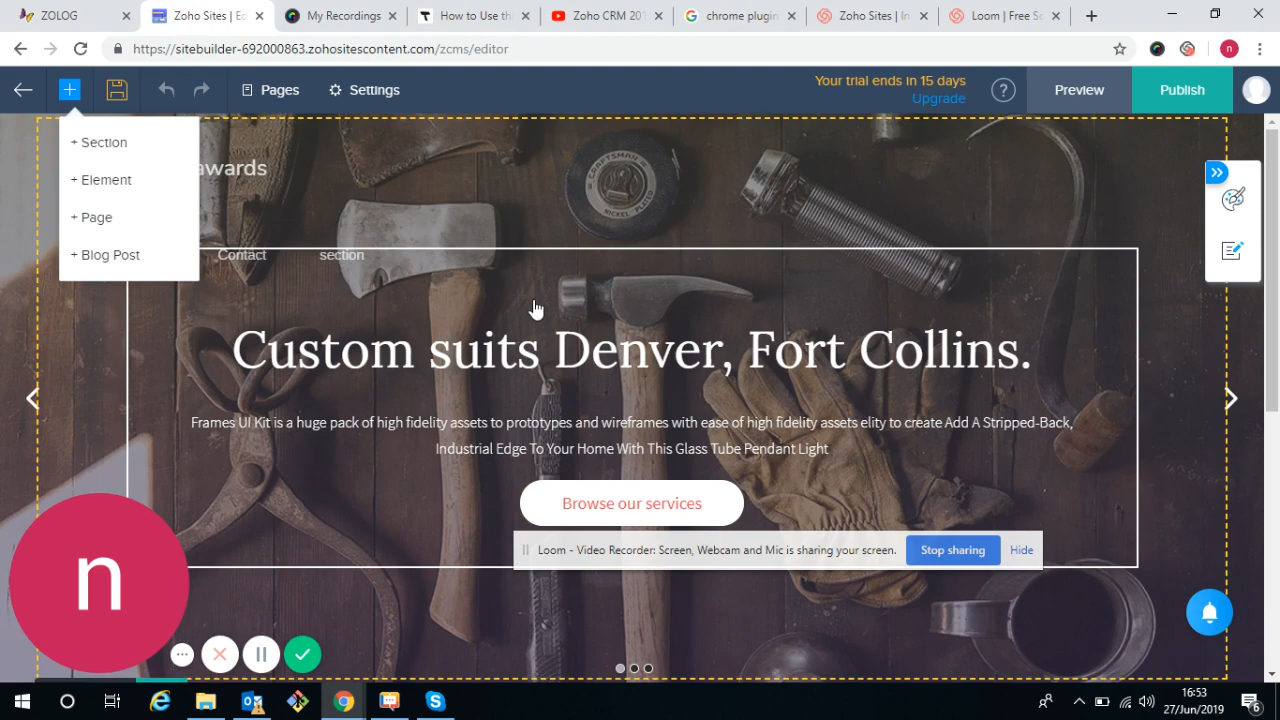 ZOLOG
Zoho Sites | Ed
My Recordings
How to Use th
Zoho CRM 201
chrome plugin
Zoho Sites | In
Loom | Free Sc
https://sitebuilder-692000863.zohositescontent.com/zcms/editor
n
Pages
Settings
Your trial ends in 15 days
Upgrade
?
Preview
Publish
+ Section
+ Element
+ Page
+ Blog Post
awards
CRAFTSMAN
NICKEL PLATED
Contact
section
Custom suits Denver, Fort Collins.
Frames UI Kit is a huge pack of high fidelity assets to prototypes and wireframes with ease of high fidelity assets elity to create Add A Stripped-Back,
Industrial Edge To Your Home With This Glass Tube Pendant Light
Browse our services
Loom - Video Recorder: Screen, Webcam and Mic is sharing your screen.
Stop sharing
Hide
n
16:53
27/Jun/2019
6